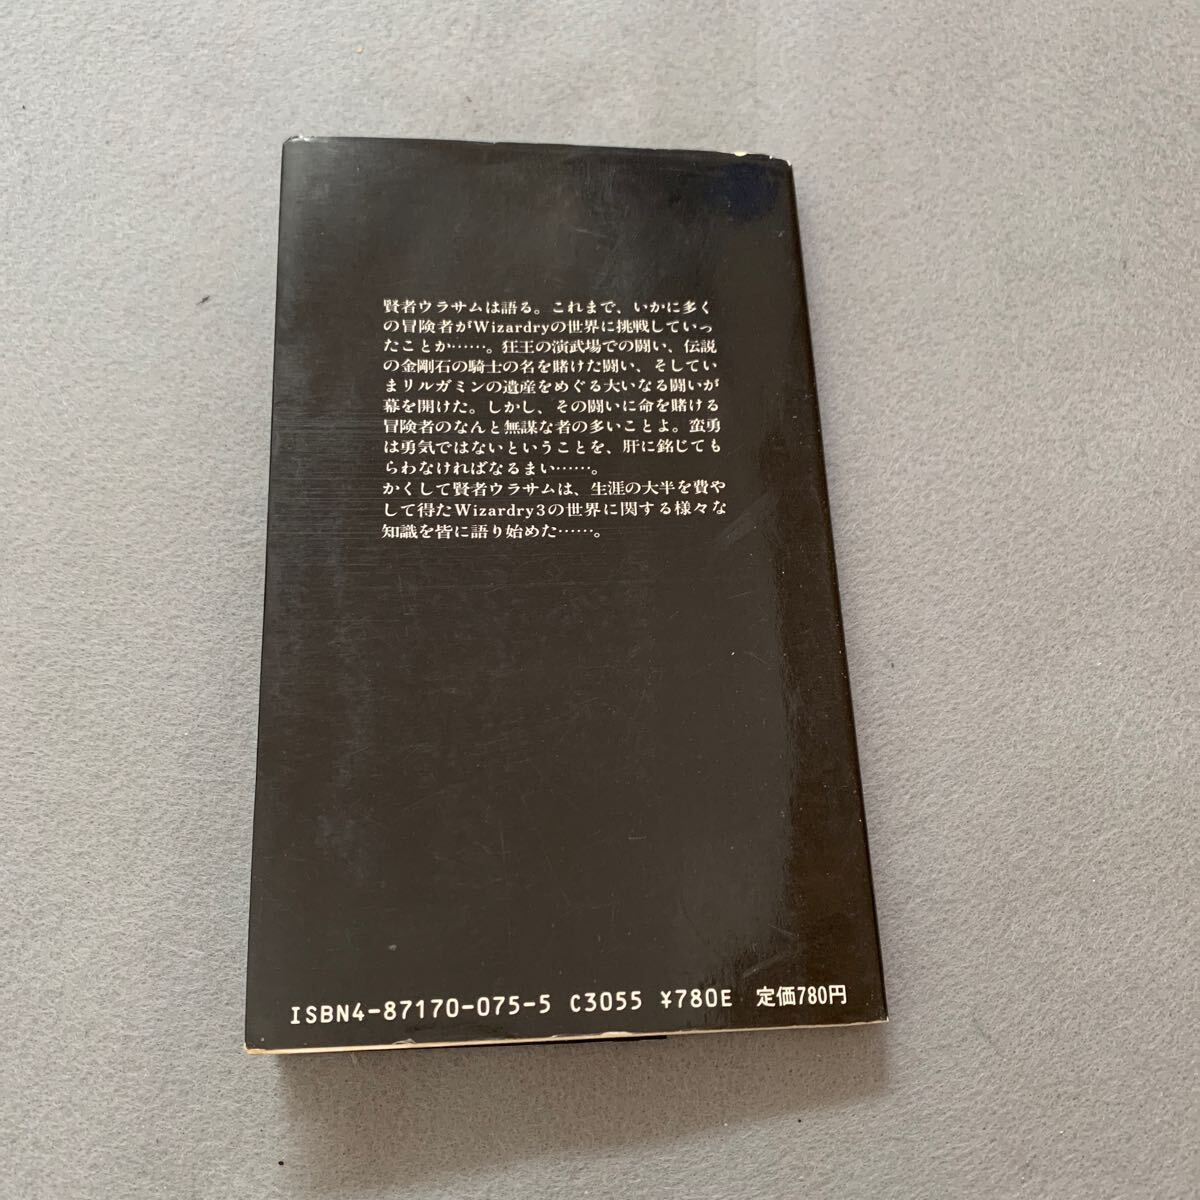 賢者ウラサムは語る。これまで、いかに多く
の冒険者がWizardryの世界に挑戦していっ
たことか……。狂王の演武場での闘い、伝説
の金剛石の騎士の名を賭けた闘い、そしてい
まリルガミンの遺産をめぐる大いなる闘いが
幕を開けた。しかし、その闘いに命を賭ける
冒険者のなんと無謀な者の多いことよ。蛮勇
は勇気ではないということを、肝に銘じても
らわなければなるまい……。
かくして賢者ウラサムは、生涯の大半を費や
して得たWizardry3の世界に関する様々な
知識を皆に語り始めた……。
ISBN4-87170-075-5 C3055 ¥780E 定価780円